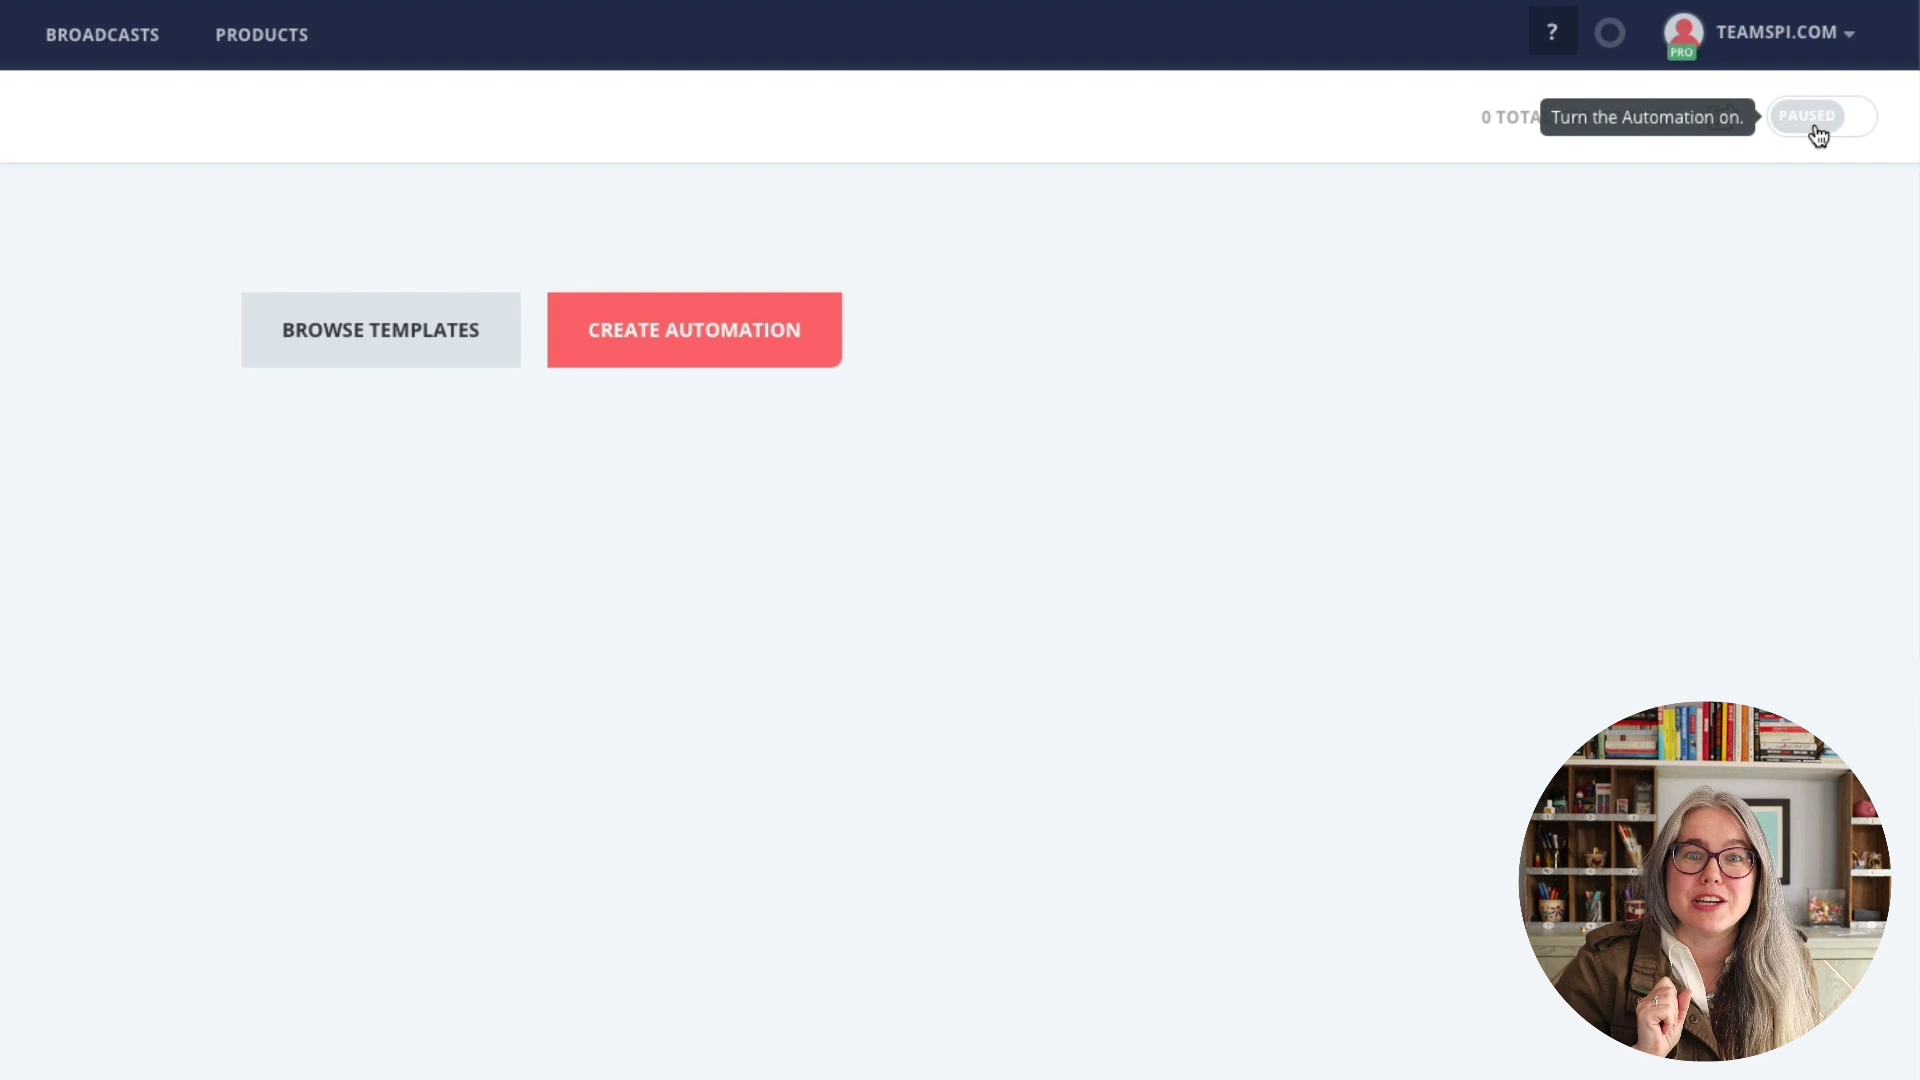 BROADCASTS PRODUCTS ? TEAMSPI.COM
PRO
0 TOTA Turn the Automation on. PAUSED
BROWSE TEMPLATES CREATE AUTOMATION